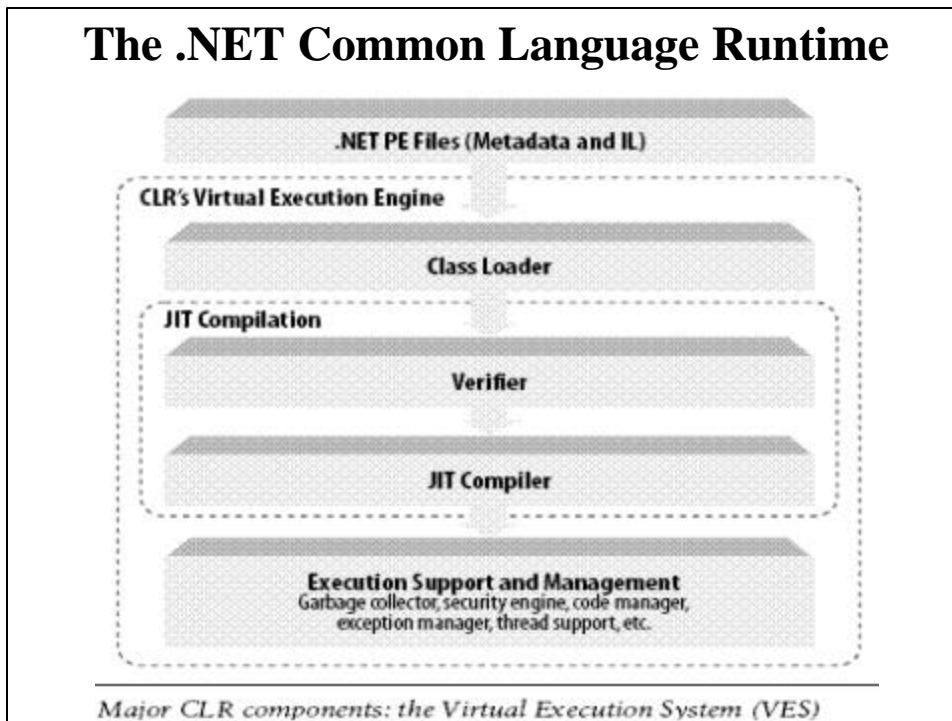 The .NET Common Language Runtime
.NET PE Files (Metadata and IL)
CLR's Virtual Execution Engine
Class Loader
JIT Compilation
Verifier
JIT Compiler
Execution Support and Management
Garbage collector, security engine, code manager,
exception manager, thread support, etc.
Major CLR components: the Virtual Execution System (VES)